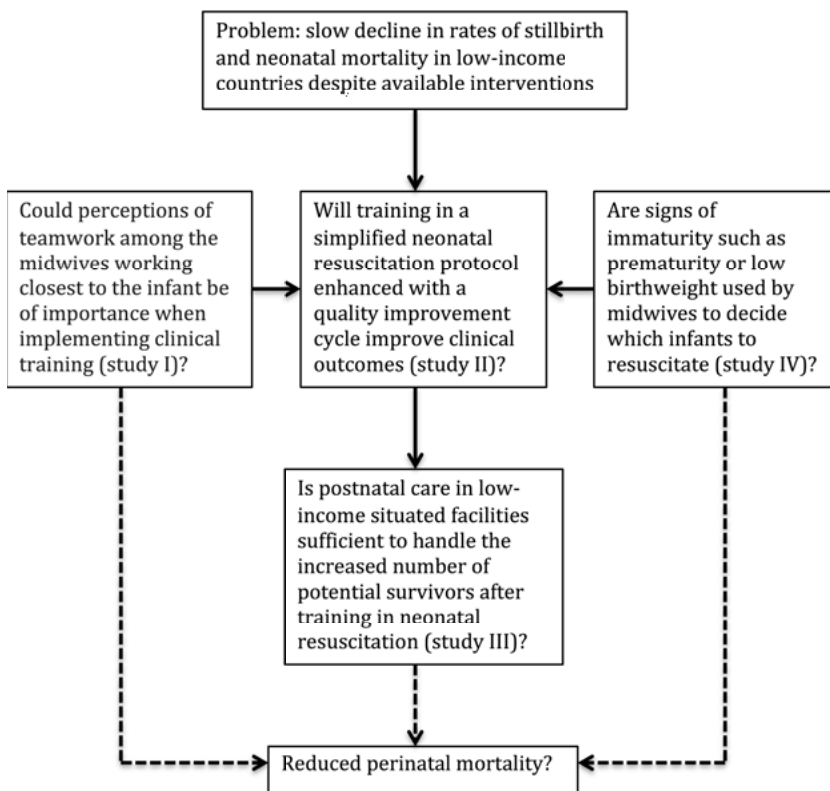 Problem: slow decline in rates of stillbirth
and neonatal mortality in low-income
countries despite available interventions
Could perceptions of
teamwork among the
midwives working
closest to the infant be
of importance when
implementing clinical
training (study I)?
Will training in a
simplified neonatal
resuscitation protocol
enhanced with a
quality improvement
cycle improve clinical
outcomes (study II)?
Are signs of
immaturity such as
prematurity or low
birthweight used by
midwives to decide
which infants to
resuscitate (study IV)?
Is postnatal care in low-
income situated facilities
sufficient to handle the
increased number of
potential survivors after
training in neonatal
resuscitation (study III)?
Reduced perinatal mortality?